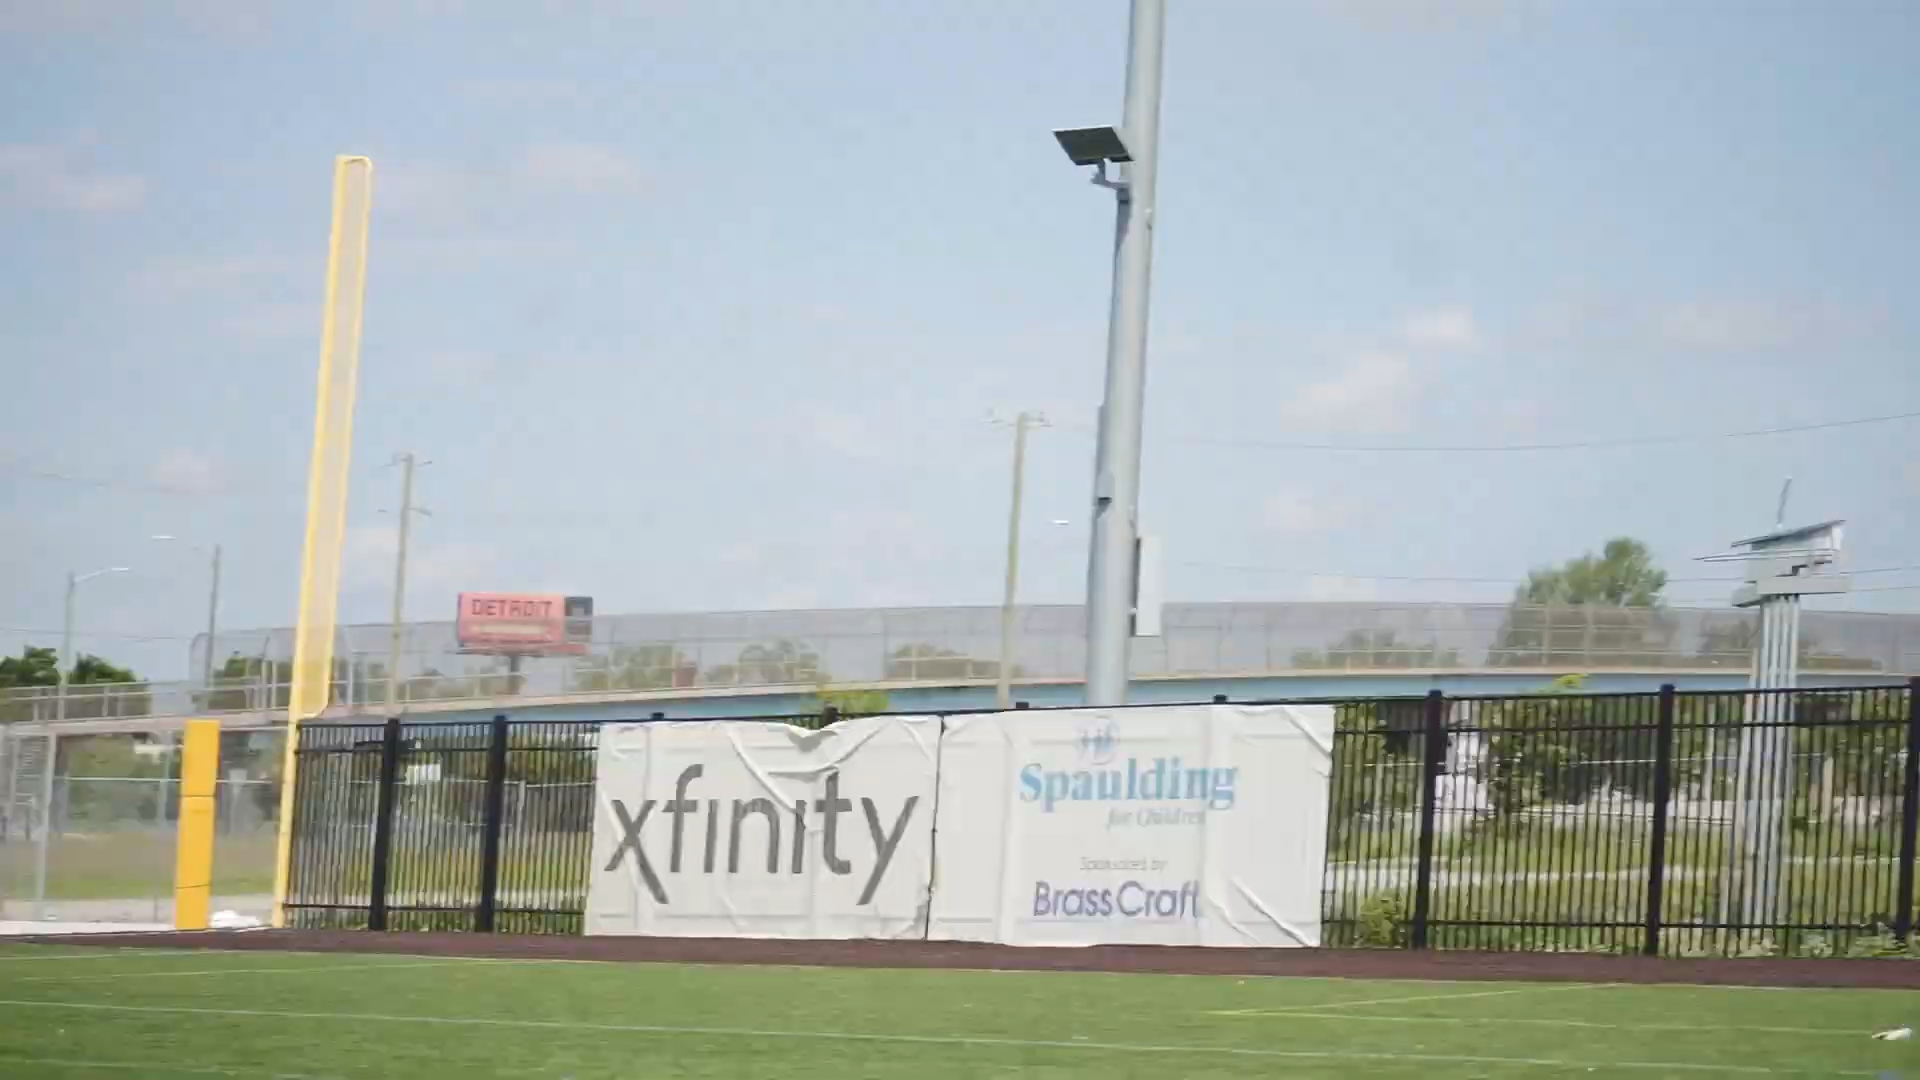 DETROIT
xfinity
Spaulding
for Children
Sponsored by
BrassCraft